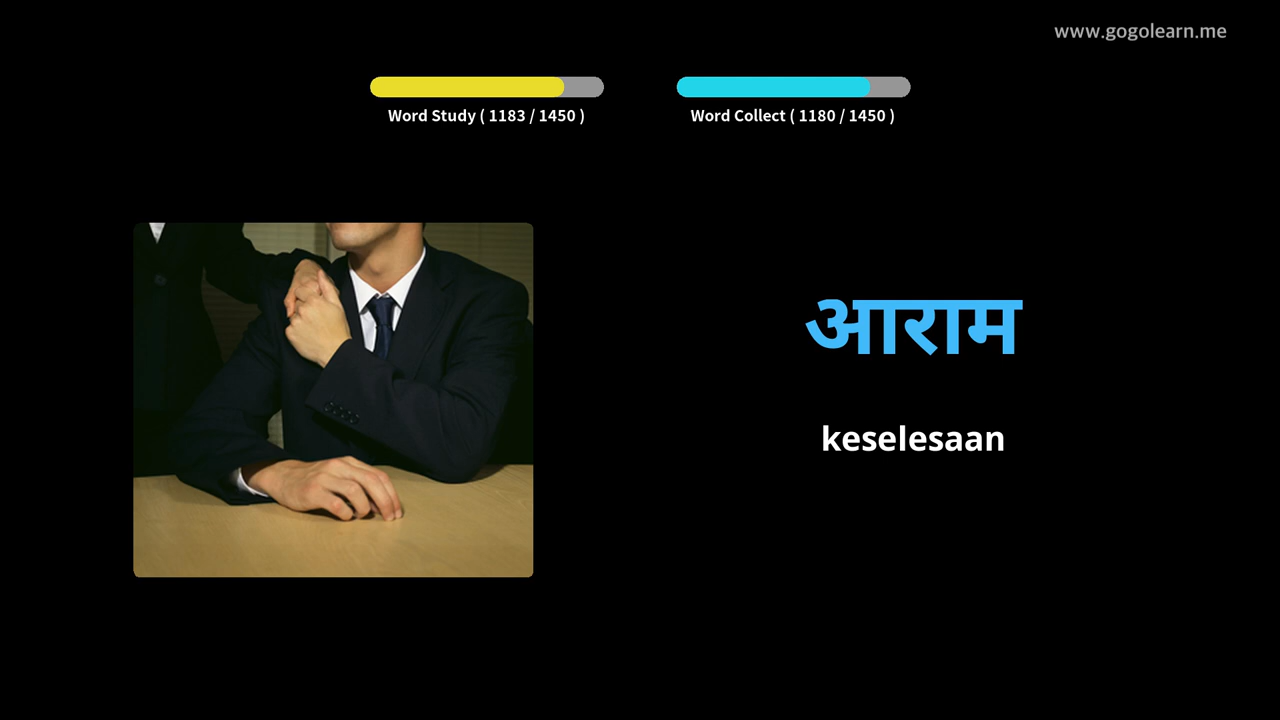 www.gogolearn.me
Word Study ( 1183 / 1450 )
Word Collect ( 1180 / 1450 )
आराम
keselesaan